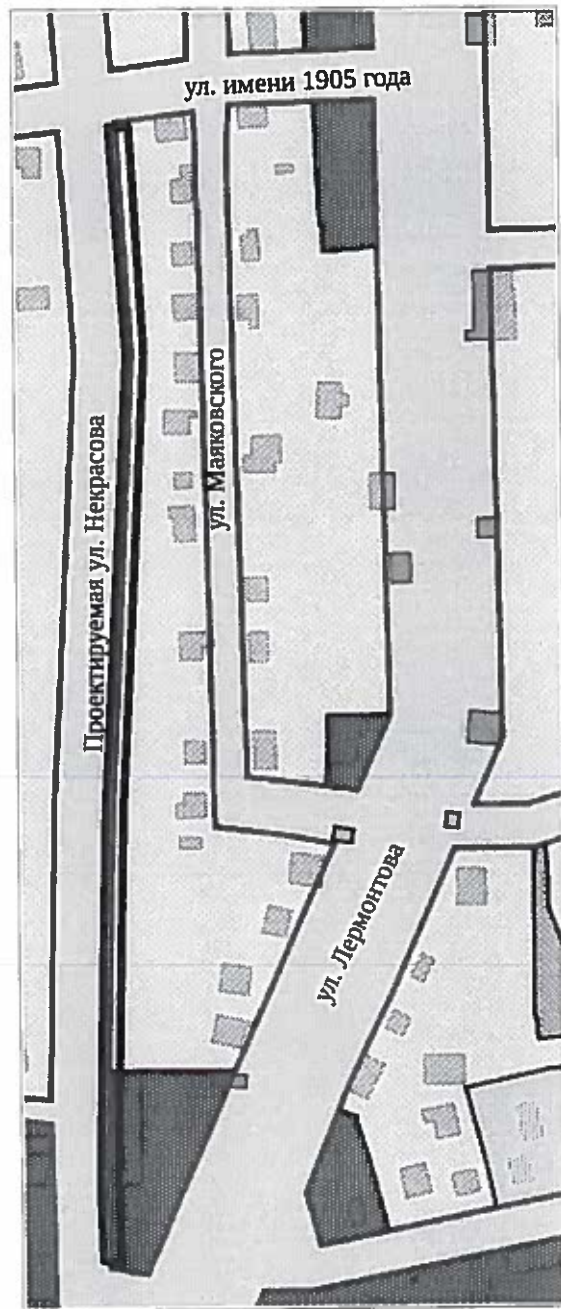 ул. имени 1905 года
ул. Маяковского
Проектируемая ул. Некрасова
ул. Лермонтова